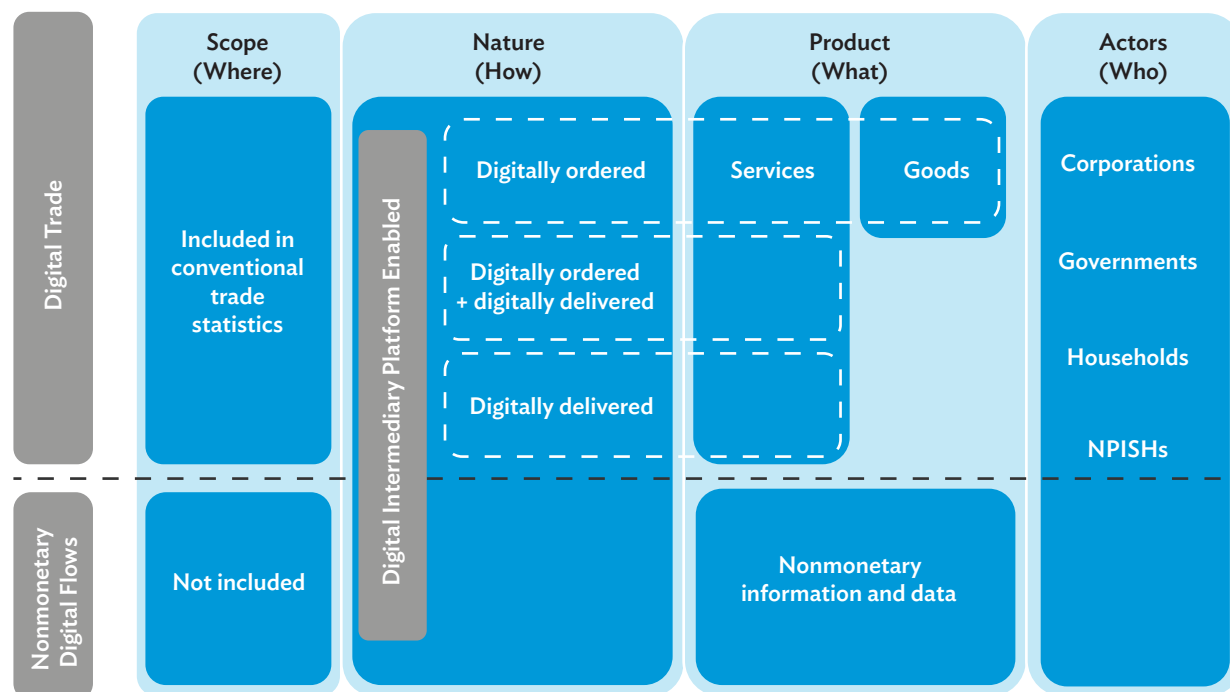 Digital Trade
Scope
(Where)
Nature
(How)
Product
(What)
Actors
(Who)
Included in
conventional
trade
statistics
Digital Intermediary Platform Enabled
Digitally ordered
Services
Goods
Digitally ordered
+ digitally delivered
Digitally delivered
Corporations
Governments
Households
NPISHs
Nonmonetary
Digital Flows
Not included
Nonmonetary
information and data